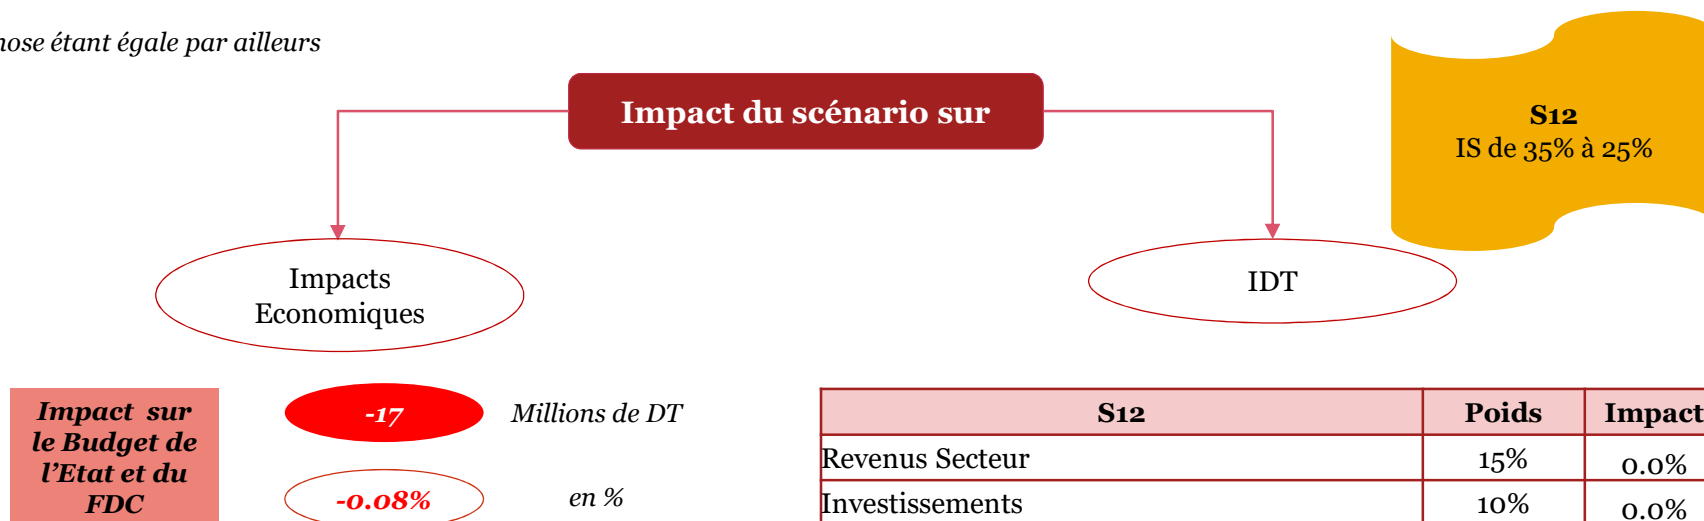 hose étant égale par ailleurs
Impact du scénario sur
S12
IS de 35% à 25%
Impacts
Economiques
IDT
Impact sur
le Budget de
l'Etat et du
FDC
-17 Millions de DT
-0.08% en %
S12 Poids Impact
Revenus Secteur 15% 0.0%
Investissements 10% 0.0%